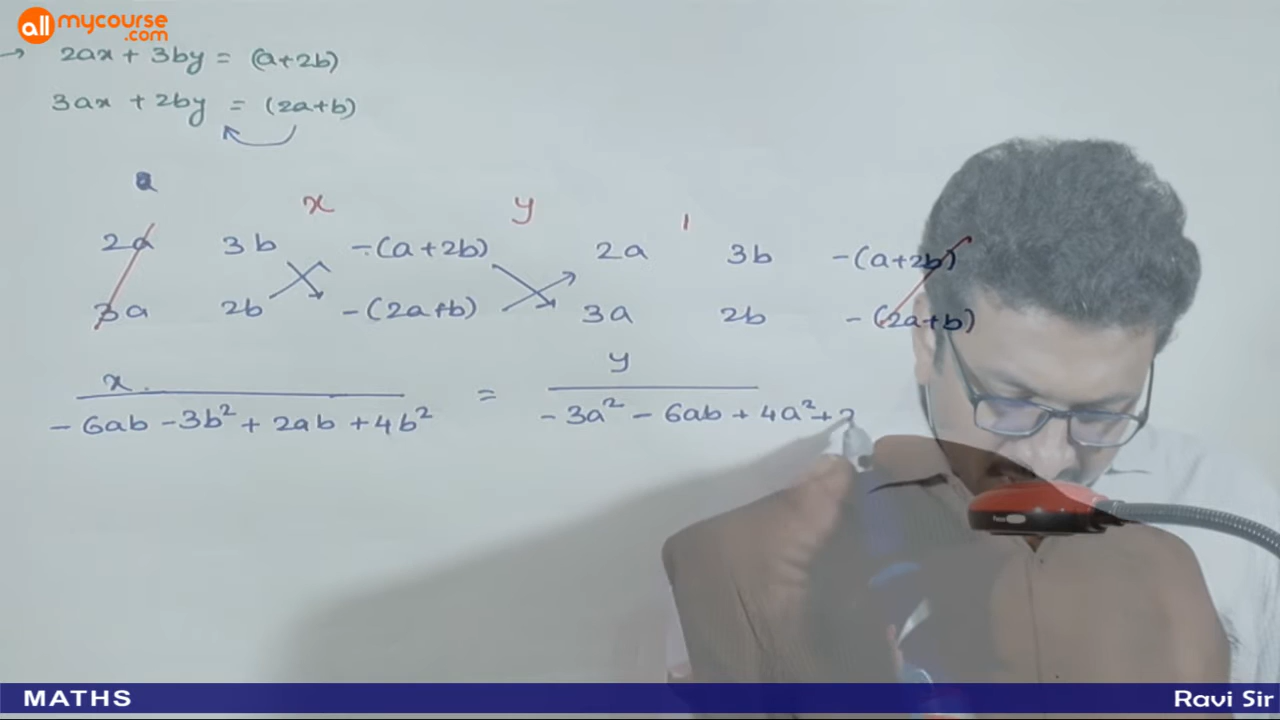 allmycourse.com
→ 2ax + 3by = (a+2b)
3ax + 2by = (2a+b)
x y 1
2a 3b -(a+2b) 2a 3b -(a+2b)
3a 2b -(2a+b) 3a 2b -(2a+b)
x y
- 6ab - 3b² + 2ab + 4b² = - 3a² - 6ab + 4a² +
MATHS Ravi Sir